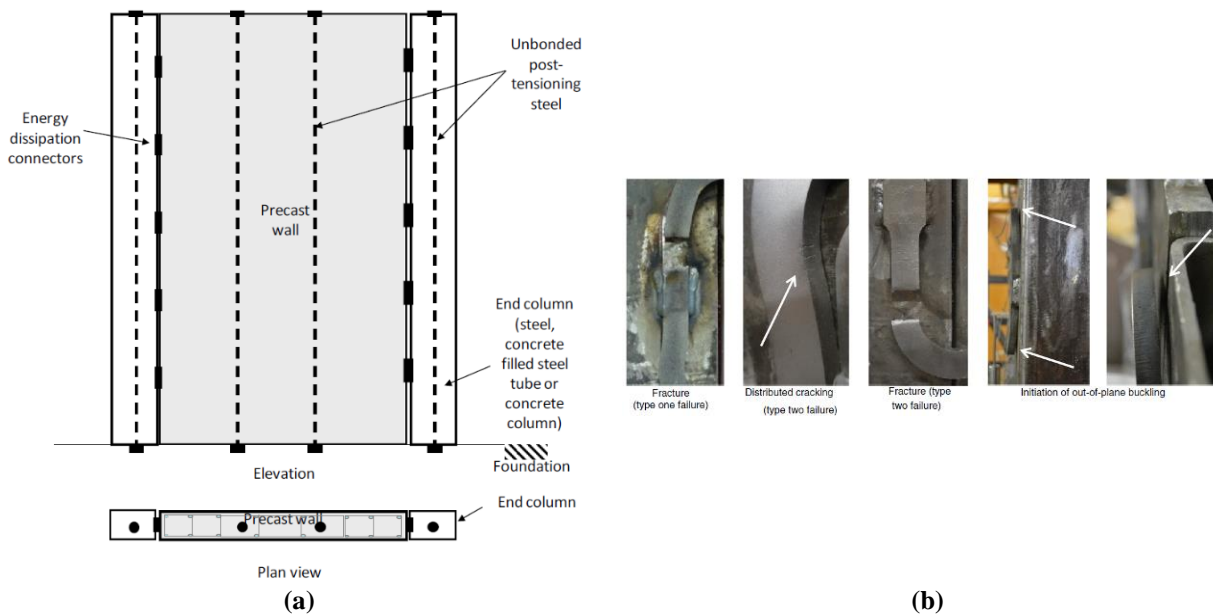 Energy
dissipation
connectors
Unbonded
post-
tensioning
steel
Precast
wall
End column
(steel,
concrete
filled steel
tube or
concrete
column)
Foundation
Elevation
End column
Precast wall
Plan view
(a)
Fracture
(type one failure)
Distributed cracking
(type two failure)
Fracture (type
two failure)
Initiation of out-of-plane buckling
(b)